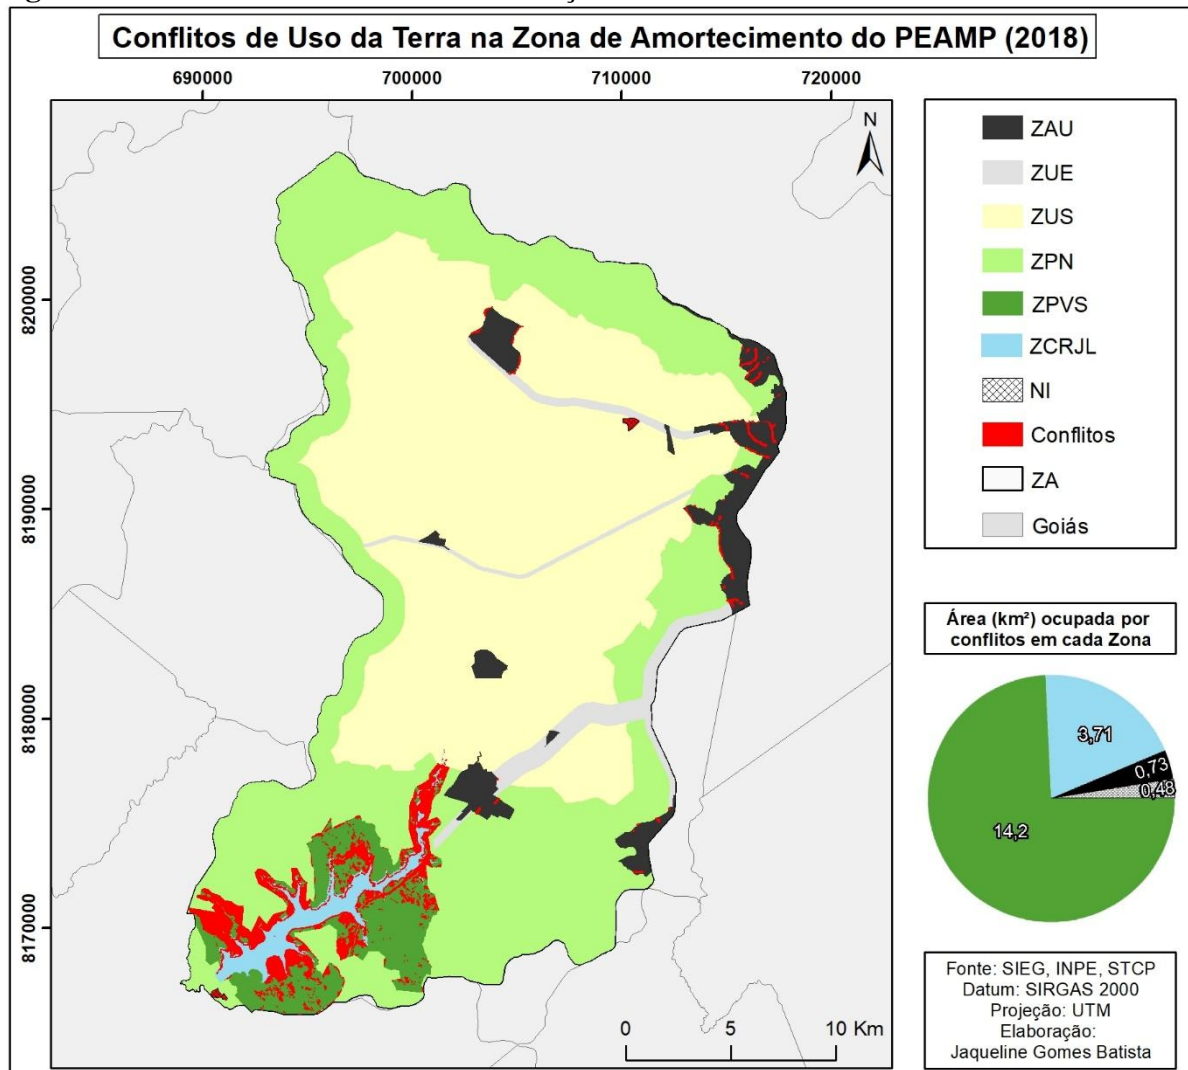 Conflitos de Uso da Terra na Zona de Amortecimento do PEAMP (2018)
690000 700000 710000 720000
N
8200000
8190000
8180000
8170000
0 5 10 Km
ZAU
ZUE
ZUS
ZPN
ZPVS
ZCRJL
NI
Conflitos
ZA
Goiás
Área (km²) ocupada por
conflitos em cada Zona
3,71
0,73
0,48
14,2
Fonte: SIEG, INPE, STCP
Datum: SIRGAS 2000
Projeção: UTM
Elaboração:
Jaqueline Gomes Batista